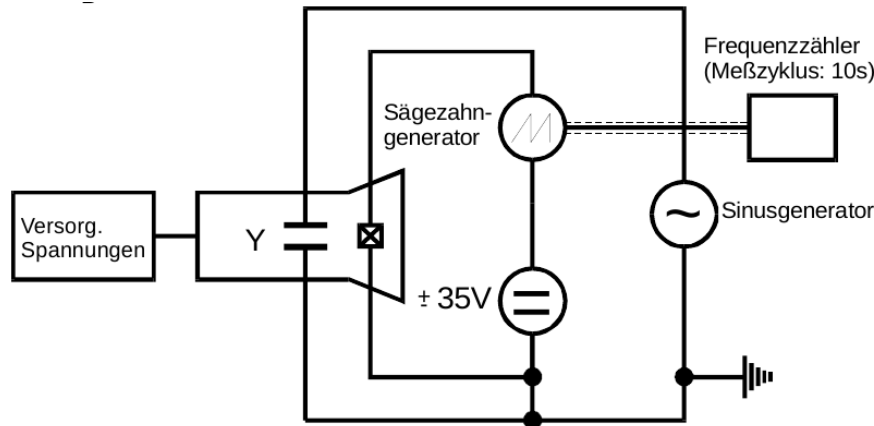 Frequenzzähler
(Meßzyklus: 10s)
Sägezahn-
generator
Versorg.
Spannungen
Y
Sinusgenerator
± 35V